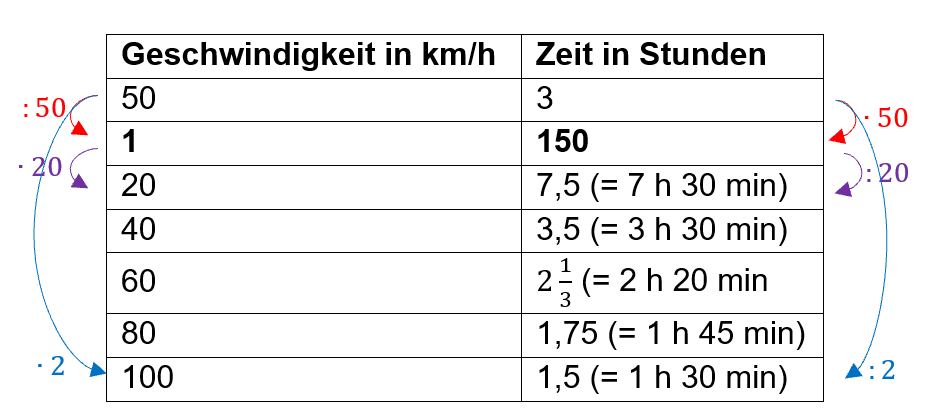 Geschwindigkeit in km/h Zeit in Stunden
50 3
: 50 · 50
1 150
· 20 : 20
20 7,5 (= 7 h 30 min)
40 3,5 (= 3 h 30 min)
60 2 1/3 (= 2 h 20 min
80 1,75 (= 1 h 45 min)
· 2 : 2
100 1,5 (= 1 h 30 min)